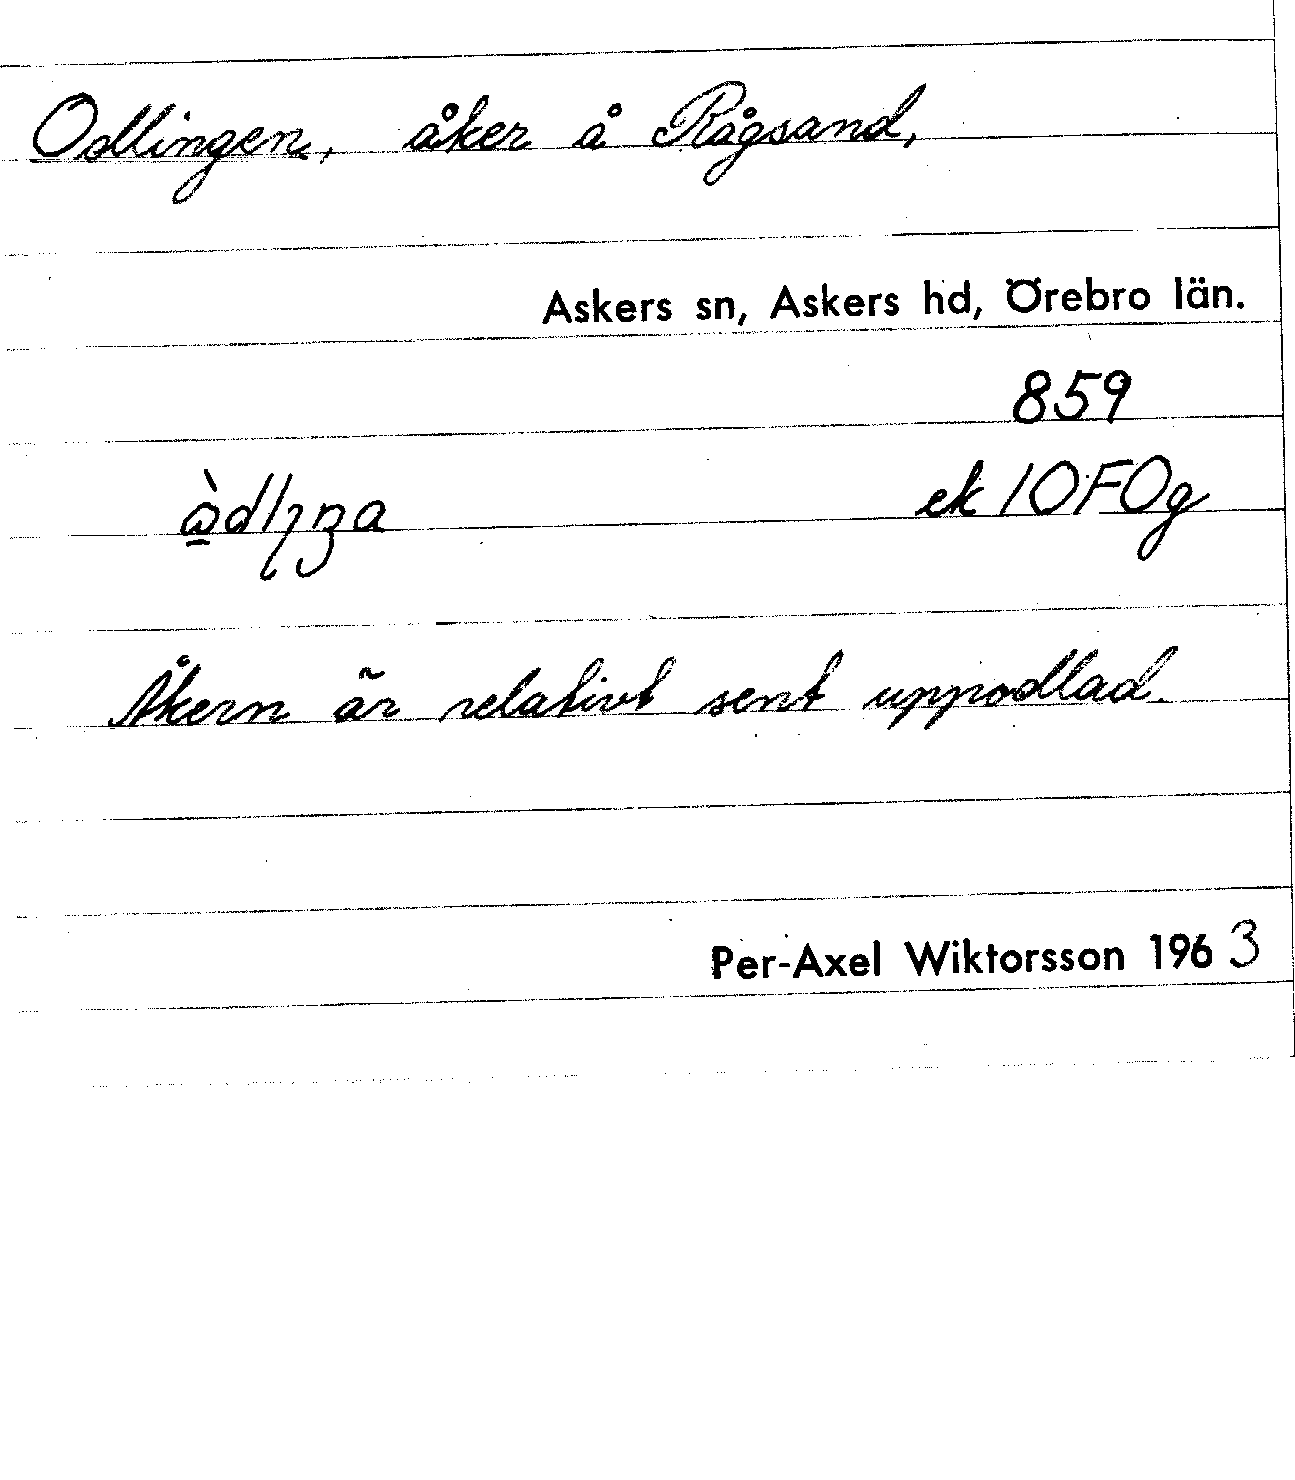 Odlingen, åker å Rågsand,
Askers sn, Askers hd, Örebro län.
859
ek 10F0g
Åkern är relativt sent uppodlad.
Per-Axel Wiktorsson 1963